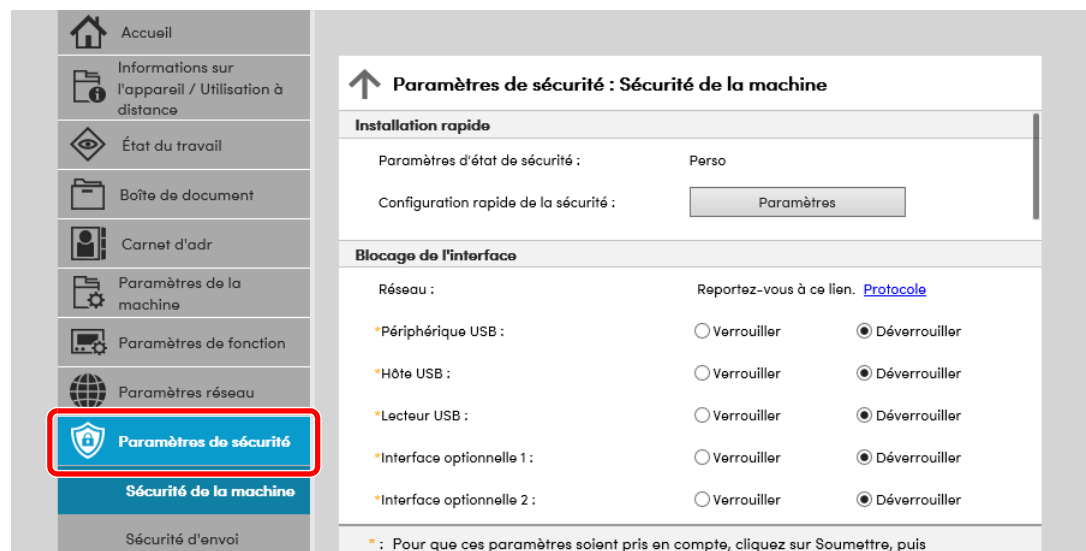 Accueil
Informations sur
l'appareil / Utilisation à
distance
État du travail
Boîte de document
Carnet d'adr
Paramètres de la
machine
Paramètres de fonction
Paramètres réseau
Paramètres de sécurité
Sécurité de la machine
Sécurité d'envoi
Paramètres de sécurité : Sécurité de la machine
Installation rapide
Paramètres d'état de sécurité : Perso
Configuration rapide de la sécurité : Paramètres
Blocage de l'interface
Réseau : Reportez-vous à ce lien. Protocole
*Périphérique USB : Verrouiller Déverrouiller
*Hôte USB : Verrouiller Déverrouiller
*Lecteur USB : Verrouiller Déverrouiller
*Interface optionnelle 1 : Verrouiller Déverrouiller
*Interface optionnelle 2 : Verrouiller Déverrouiller
* : Pour que ces paramètres soient pris en compte, cliquez sur Soumettre, puis